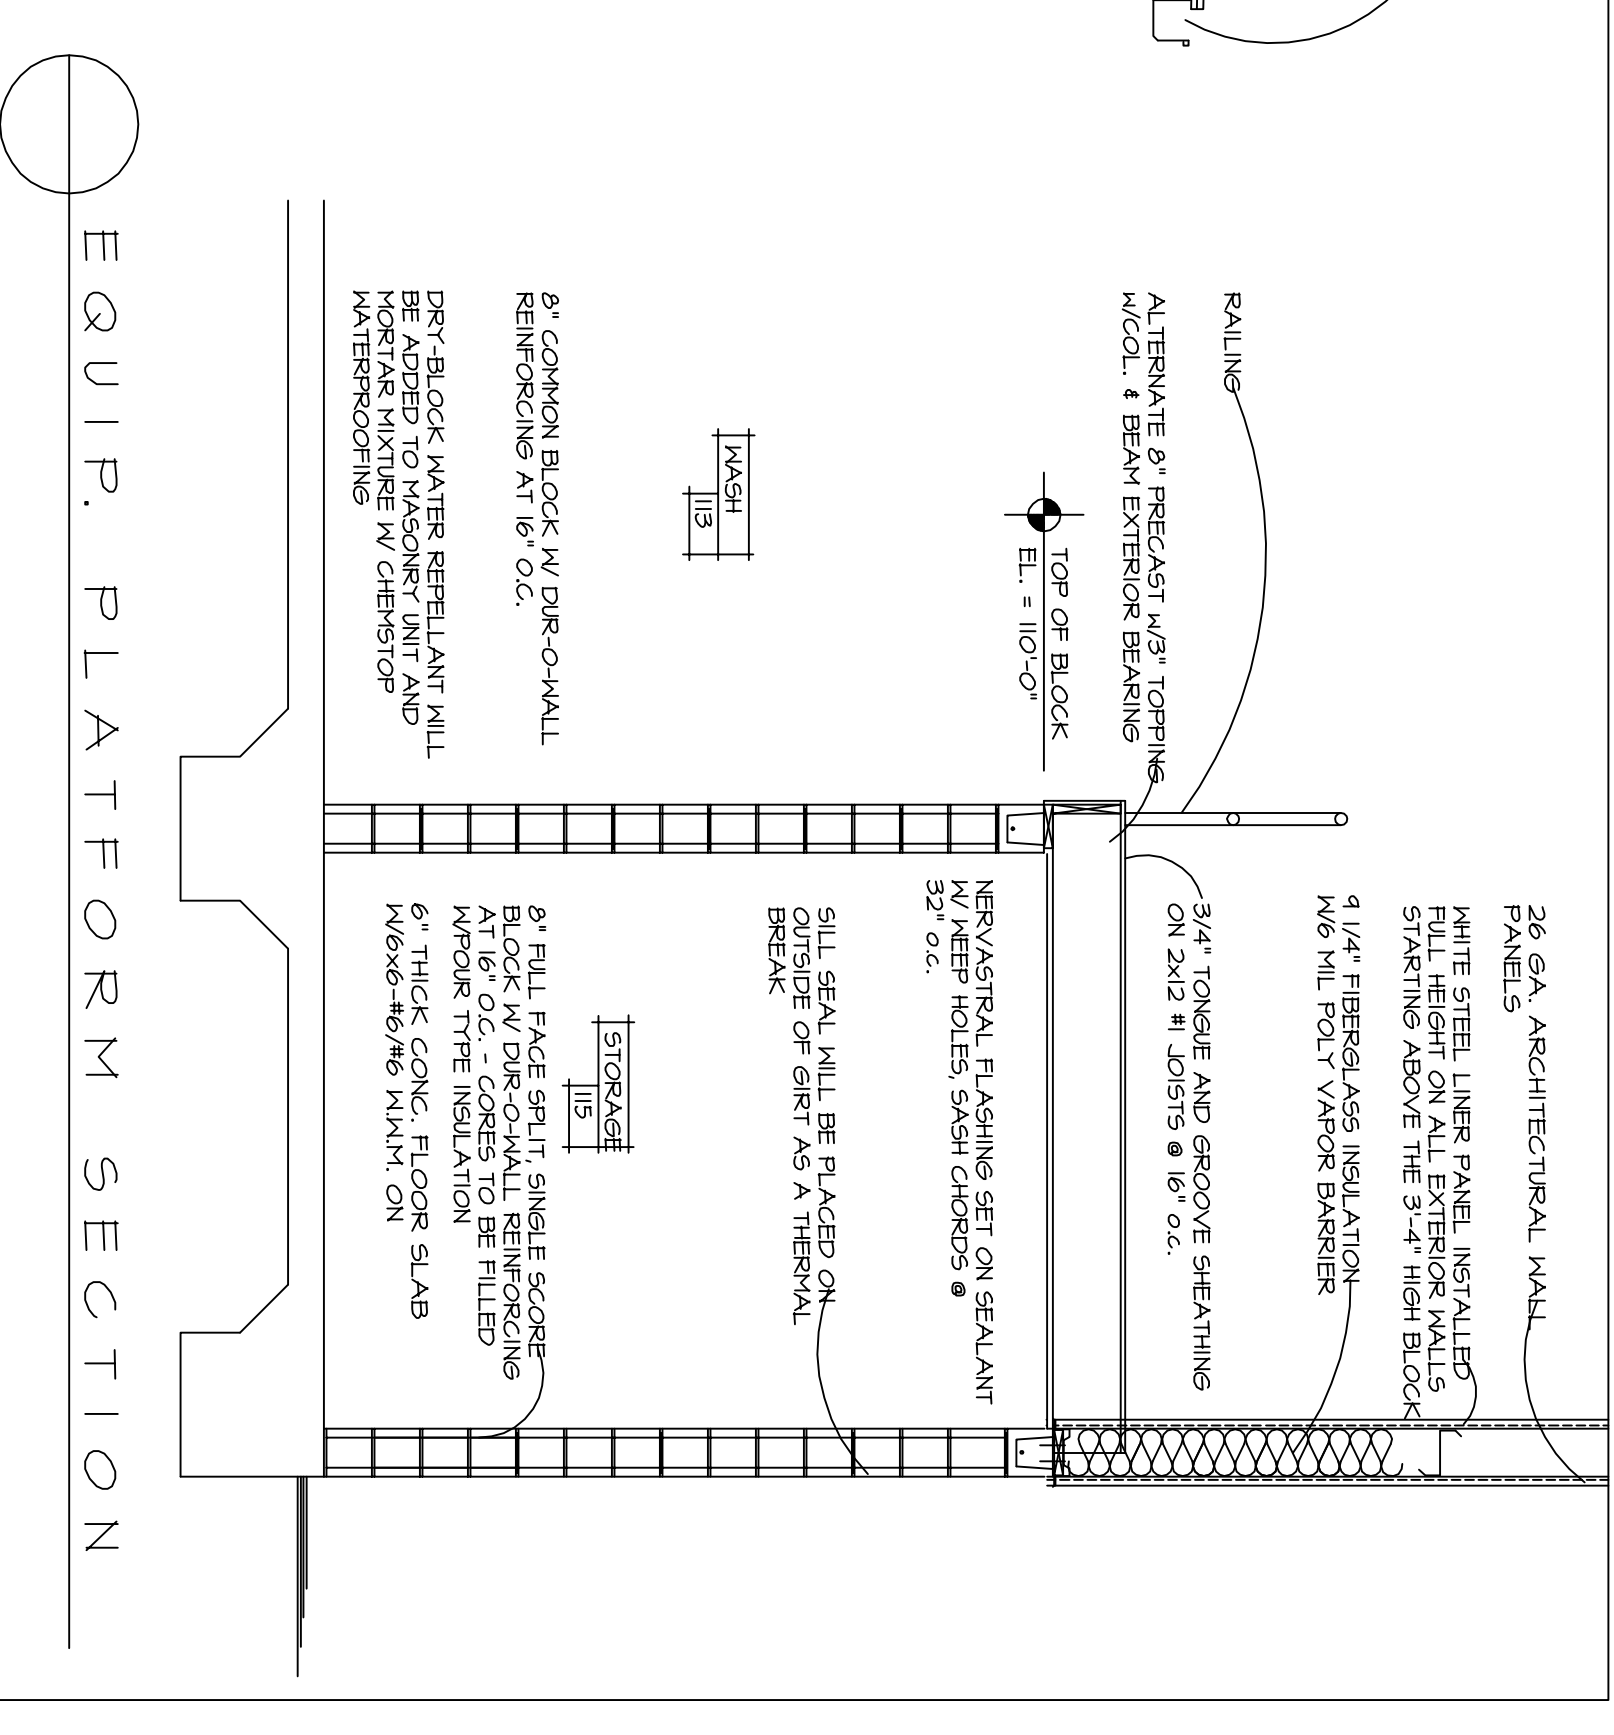 26 GA. ARCHITECTURAL WALL
PANELS
WHITE STEEL LINER PANEL INSTALLED
FULL HEIGHT ON ALL EXTERIOR WALLS
STARTING ABOVE THE 3'-4" HIGH BLOCK
9 1/4" FIBERGLASS INSULATION
W/6 MIL POLY VAPOR BARRIER
RAILING
ALTERNATE 8" PRECAST W/3" TOPPING
W/COL. & BEAM EXTERIOR BEARING
3/4" TONGUE AND GROOVE SHEATHING
ON 2x12 #1 JOISTS @ 16" O.C.
TOP OF BLOCK
EL. = 110'-0"
NERVASTRAL FLASHING SET ON SEALANT
W/ WEEP HOLES, SASH CHORDS @
32" O.C.
SILL SEAL WILL BE PLACED ON
OUTSIDE OF GIRT AS A THERMAL
BREAK
WASH
113
STORAGE
115
8" COMMON BLOCK W/ DUR-O-WALL
REINFORCING AT 16" O.C.
DRY-BLOCK WATER REPELLANT WILL
BE ADDED TO MASONRY UNIT AND
MORTAR MIXTURE W/ CHEMSTOP
WATERPROOFING
8" FULL FACE SPLIT, SINGLE SCORE
BLOCK W/ DUR-O-WALL REINFORCING
AT 16" O.C. - CORES TO BE FILLED
W/POUR TYPE INSULATION
6" THICK CONC. FLOOR SLAB
W/6x6-#6/#6 W.W.M. ON
EQUIP. PLATFORM SECTION